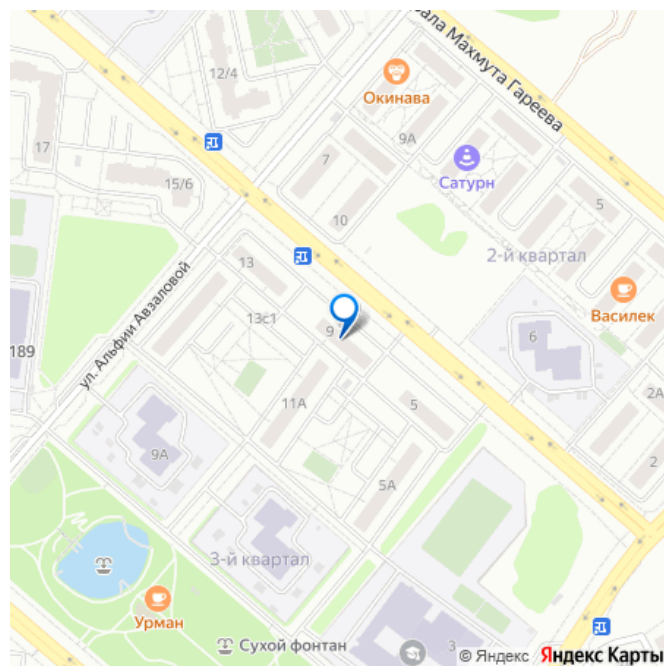 ала Махмута Гареева
12/4
Окинава
9А
17
7
Сатурн
15/6
5
10
2-й квартал
13
ул. Альфии Авзаловой
13с1
Василек
9
6
189
2А
11А
5
2
9А
5А
3-й квартал
Урман
Сухой фонтан
3
© Яндекс Яндекс Карты